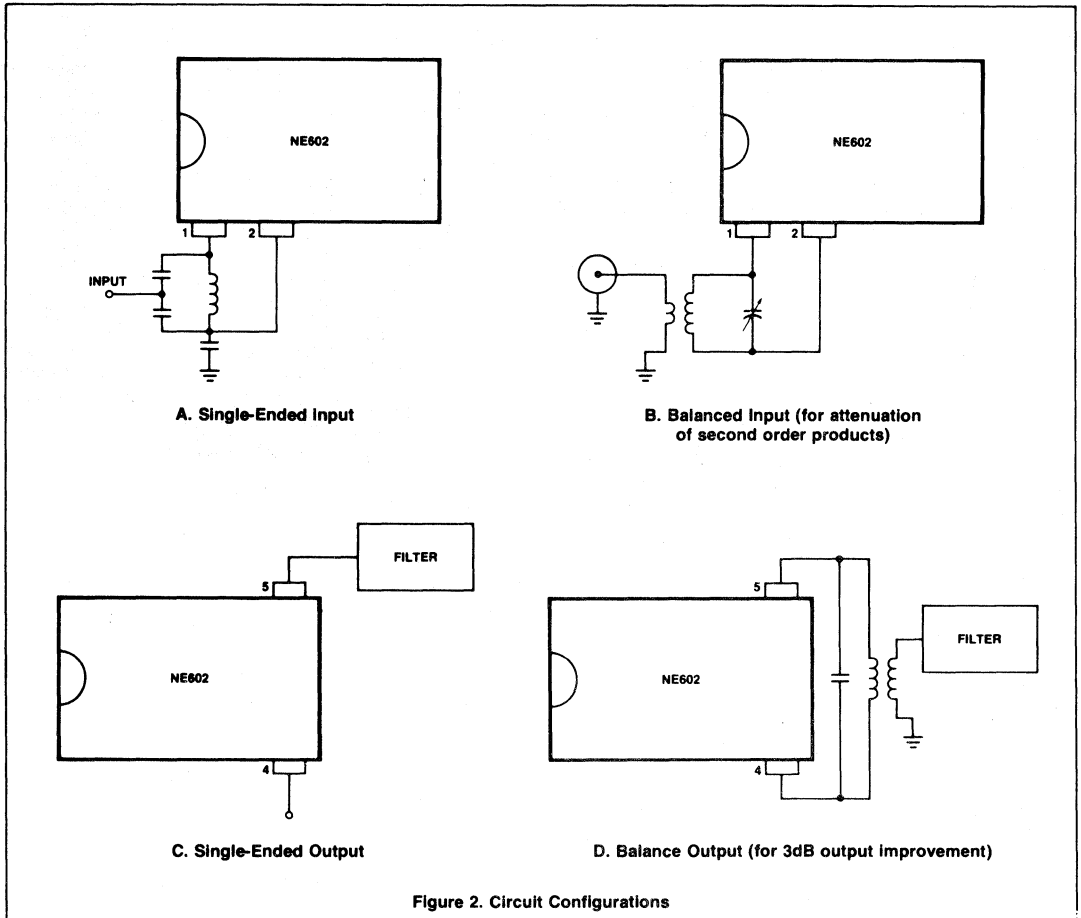 NE602
1
2
INPUT
A. Single-Ended Input
NE602
1
2
B. Balanced Input (for attenuation
of second order products)
FILTER
5
NE602
4
C. Single-Ended Output
5
FILTER
NE602
4
D. Balance Output (for 3dB output improvement)
Figure 2. Circuit Configurations